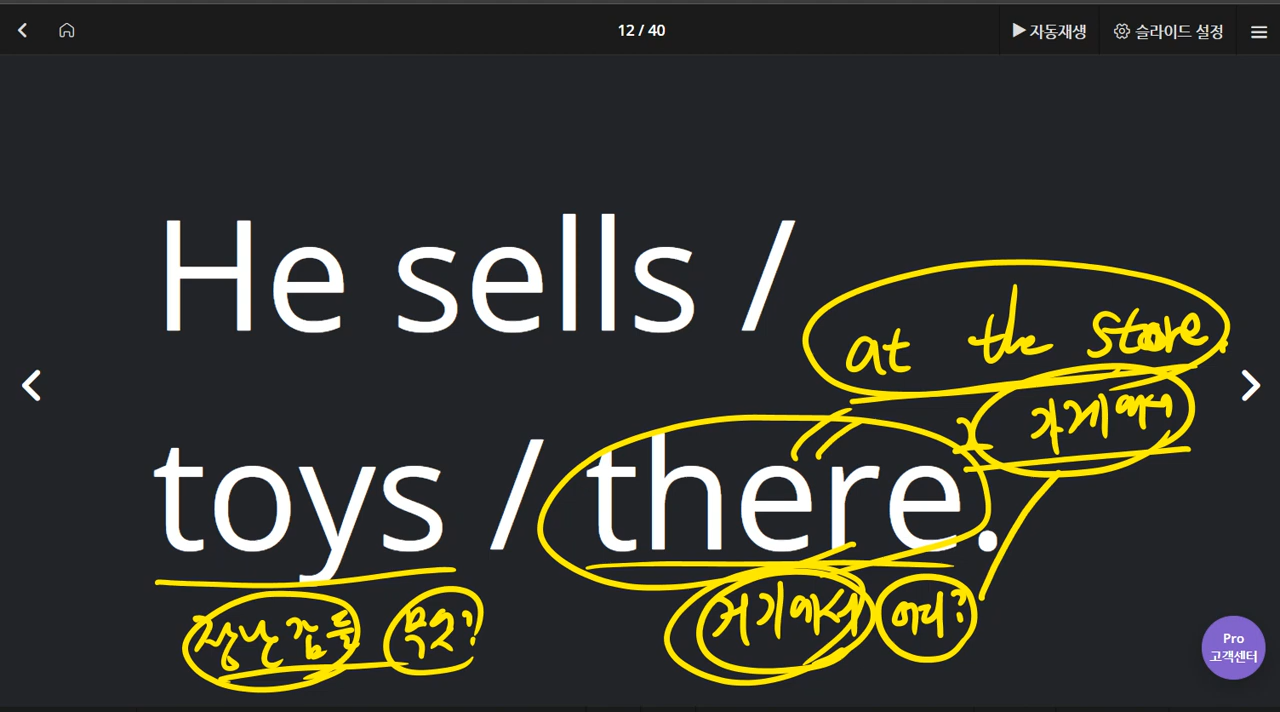 12 / 40
▶ 자동재생
슬라이드 설정
He sells /
at the store.
가게에서
toys / there.
장난감들 무엇?
거기에서 어디?
Pro
고객센터